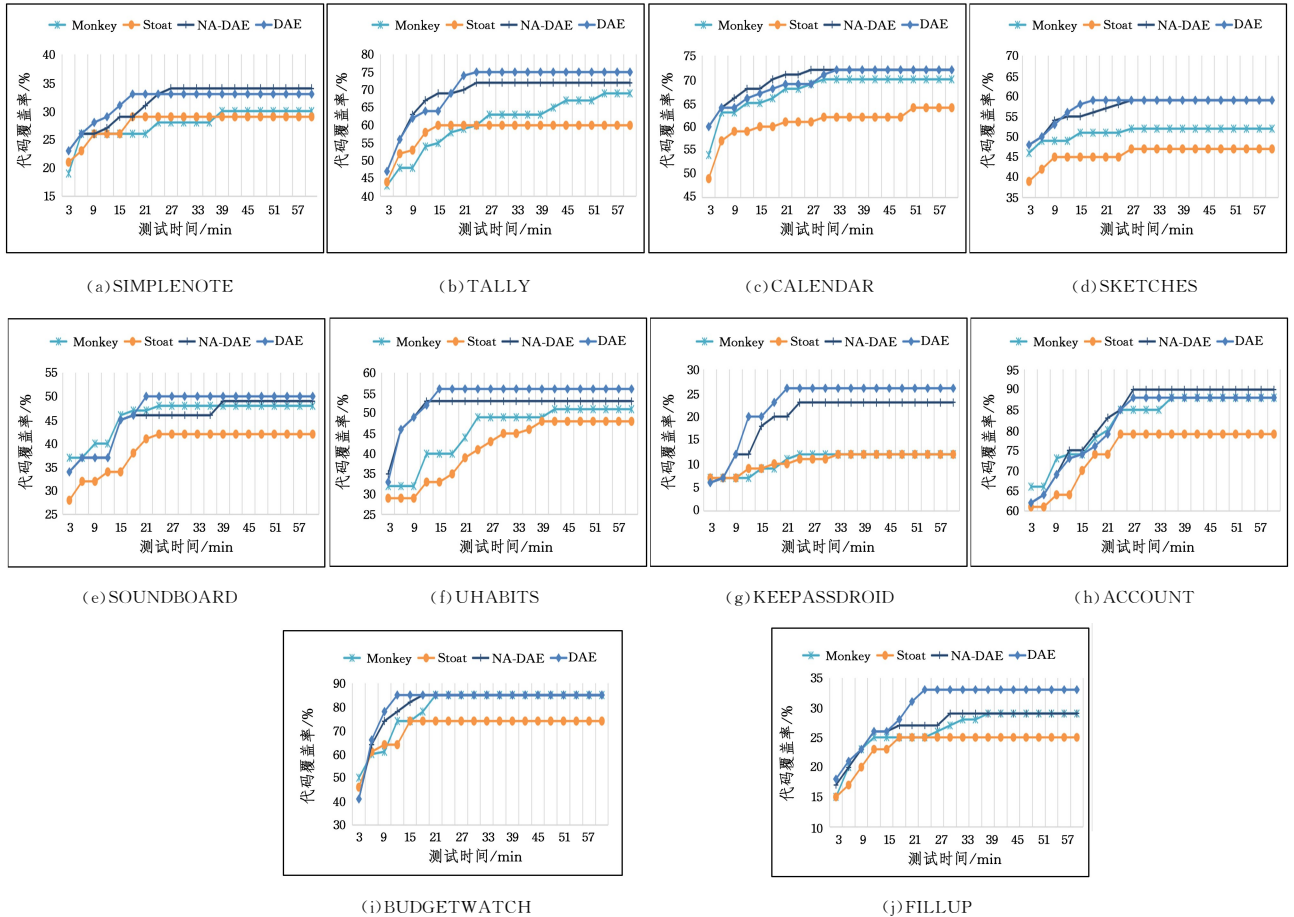 Monkey Stoat NA-DAE DAE
代码覆盖率/%
40
35
30
25
20
15
10
3 9 15 21 27 33 39 45 51 57
测试时间/min
(a)SIMPLENOTE
Monkey Stoat NA-DAE DAE
代码覆盖率/%
80
75
70
65
60
55
50
45
40
3 9 15 21 27 33 39 45 51 57
测试时间/min
(b)TALLY
Monkey Stoat NA-DAE DAE
代码覆盖率/%
75
70
65
60
55
50
45
3 9 15 21 27 33 39 45 51 57
测试时间/min
(c)CALENDAR
Monkey Stoat NA-DAE DAE
代码覆盖率/%
70
65
60
55
50
45
40
35
3 9 15 21 27 33 39 45 51 57
测试时间/min
(d)SKETCHES
Monkey Stoat NA-DAE DAE
代码覆盖率/%
55
50
45
40
35
30
25
3 9 15 21 27 33 39 45 51 57
测试时间/min
(e)SOUNDBOARD
Monkey Stoat NA-DAE DAE
代码覆盖率/%
60
55
50
45
40
35
30
25
3 9 15 21 27 33 39 45 51 57
测试时间/min
(f)UHABITS
Monkey Stoat NA-DAE DAE
代码覆盖率/%
30
25
20
15
10
5
0
3 9 15 21 27 33 39 45 51 57
测试时间/min
(g)KEEPASSDROID
Monkey Stoat NA-DAE DAE
代码覆盖率/%
95
90
85
80
75
70
65
60
3 9 15 21 27 33 39 45 51 57
测试时间/min
(h)ACCOUNT
Monkey Stoat NA-DAE DAE
代码覆盖率/%
90
80
70
60
50
40
30
3 9 15 21 27 33 39 45 51 57
测试时间/min
(i)BUDGETWATCH
Monkey Stoat NA-DAE DAE
代码覆盖率/%
35
30
25
20
15
10
3 9 15 21 27 33 39 45 51 57
测试时间/min
(j)FILLUP